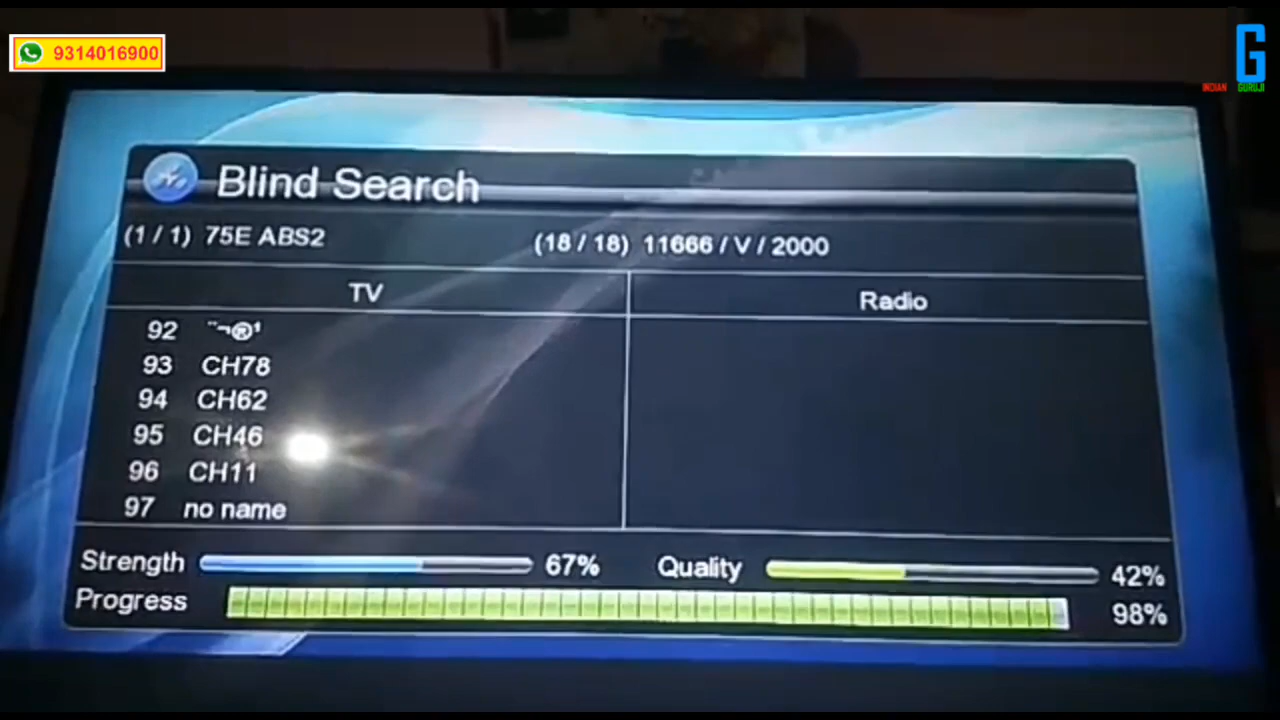 9314016900
INDIAN GURUJI
Blind Search
(1 / 1) 75E ABS2
(18 / 18) 11666 / V / 2000
TV
Radio
92 ¨¬®¹
93 CH78
94 CH62
95 CH46
96 CH11
97 no name
Strength 67%
Quality 42%
Progress 98%